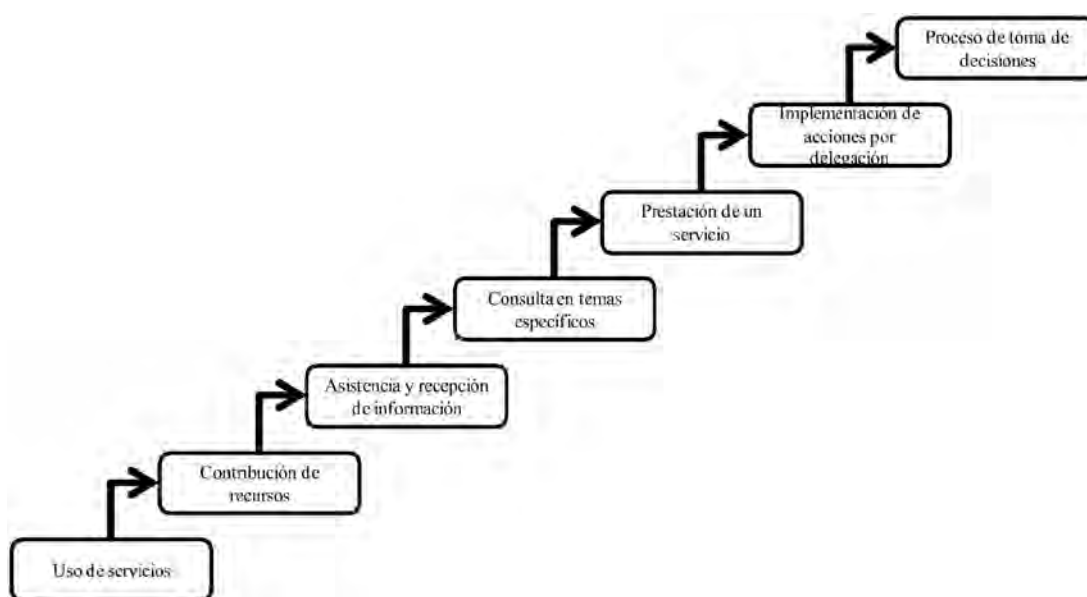 Proceso de toma de
decisiones
Implementación de
acciones por
delegación
Prestación de un
servicio
Consulta en temas
específicos
Asistencia y recepción
de información
Contribución de
recursos
Uso de servicios